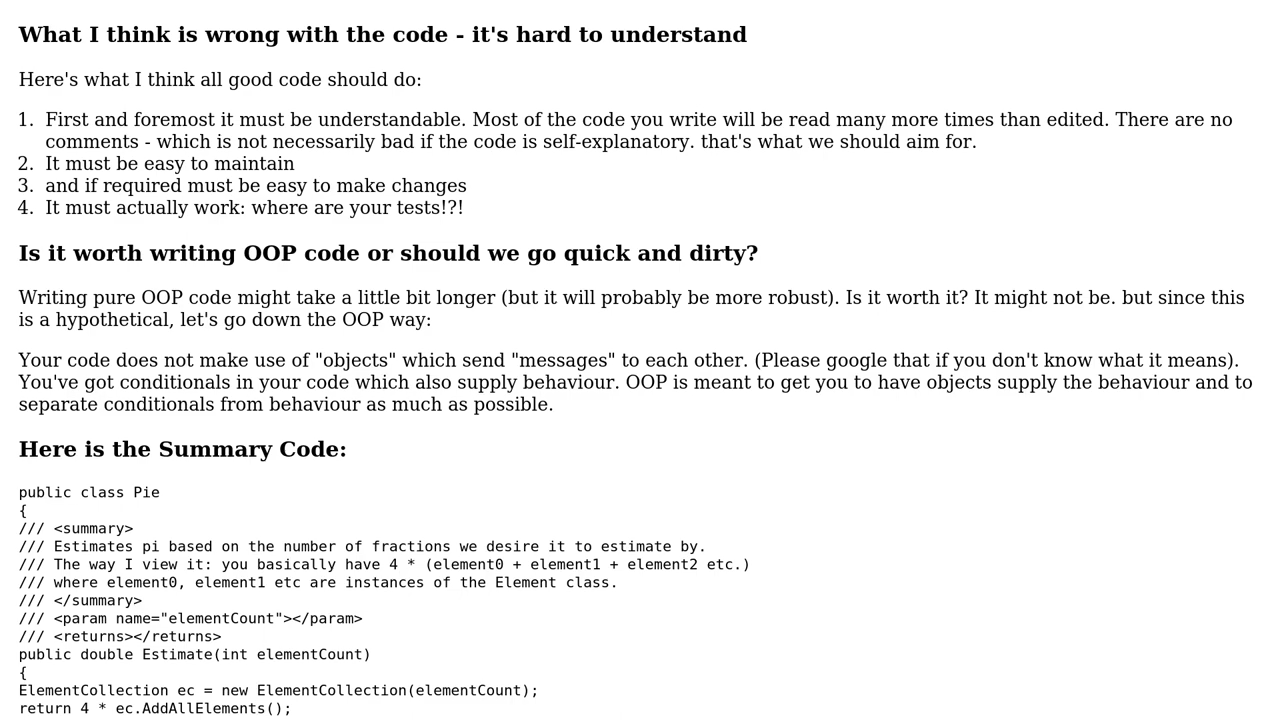 What I think is wrong with the code - it's hard to understand
Here's what I think all good code should do:
1. First and foremost it must be understandable. Most of the code you write will be read many more times than edited. There are no
comments - which is not necessarily bad if the code is self-explanatory. that's what we should aim for.
2. It must be easy to maintain
3. and if required must be easy to make changes
4. It must actually work: where are your tests!?!
Is it worth writing OOP code or should we go quick and dirty?
Writing pure OOP code might take a little bit longer (but it will probably be more robust). Is it worth it? It might not be. but since this
is a hypothetical, let's go down the OOP way:
Your code does not make use of "objects" which send "messages" to each other. (Please google that if you don't know what it means).
You've got conditionals in your code which also supply behaviour. OOP is meant to get you to have objects supply the behaviour and to
separate conditionals from behaviour as much as possible.
Here is the Summary Code:
public class Pie
{
/// <summary>
/// Estimates pi based on the number of fractions we desire it to estimate by.
/// The way I view it: you basically have 4 * (element0 + element1 + element2 etc.)
/// where element0, element1 etc are instances of the Element class.
/// </summary>
/// <param name="elementCount"></param>
/// <returns></returns>
public double Estimate(int elementCount)
{
ElementCollection ec = new ElementCollection(elementCount);
return 4 * ec.AddAllElements();